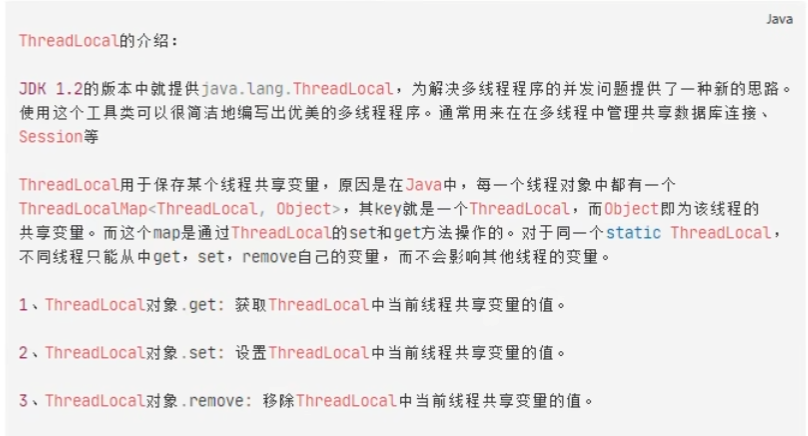 Java
ThreadLocal的介绍：
JDK 1.2的版本中就提供java.lang.ThreadLocal，为解决多线程程序的并发问题提供了一种新的思路。
使用这个工具类可以很简洁地编写出优美的多线程程序。通常用来在在多线程中管理共享数据库连接、
Session等
ThreadLocal用于保存某个线程共享变量，原因是在Java中，每一个线程对象中都有一个
ThreadLocalMap<ThreadLocal, Object>，其key就是一个ThreadLocal，而Object即为该线程的
共享变量。而这个map是通过ThreadLocal的set和get方法操作的。对于同一个static ThreadLocal，
不同线程只能从中get，set，remove自己的变量，而不会影响其他线程的变量。
1、ThreadLocal对象.get: 获取ThreadLocal中当前线程共享变量的值。
2、ThreadLocal对象.set: 设置ThreadLocal中当前线程共享变量的值。
3、ThreadLocal对象.remove: 移除ThreadLocal中当前线程共享变量的值。